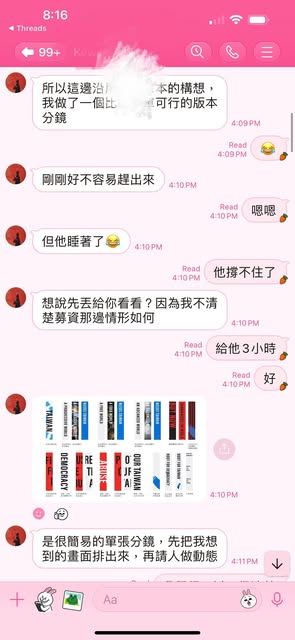 8:16
Threads
99+
所以這邊沿 本的構想，
我做了一個比 可行的版本
分鏡
4:09 PM
Read
4:09 PM
剛剛好不容易趕出來
4:10 PM
Read
4:10 PM
嗯嗯
但他睡著了😂
4:10 PM
Read
4:10 PM
他撐不住了
想說先丟給你看看？因為我不清
楚募資那邊情形如何
4:10 PM
Read
4:10 PM
給他3小時
Read
4:10 PM
好
TAIWAN
DEMOCRACY
OUR TAIWAN
4:10 PM
是很簡易的單張分鏡，先把我想
到的畫面排出來，再請人做動態
4:11 PM
Aa